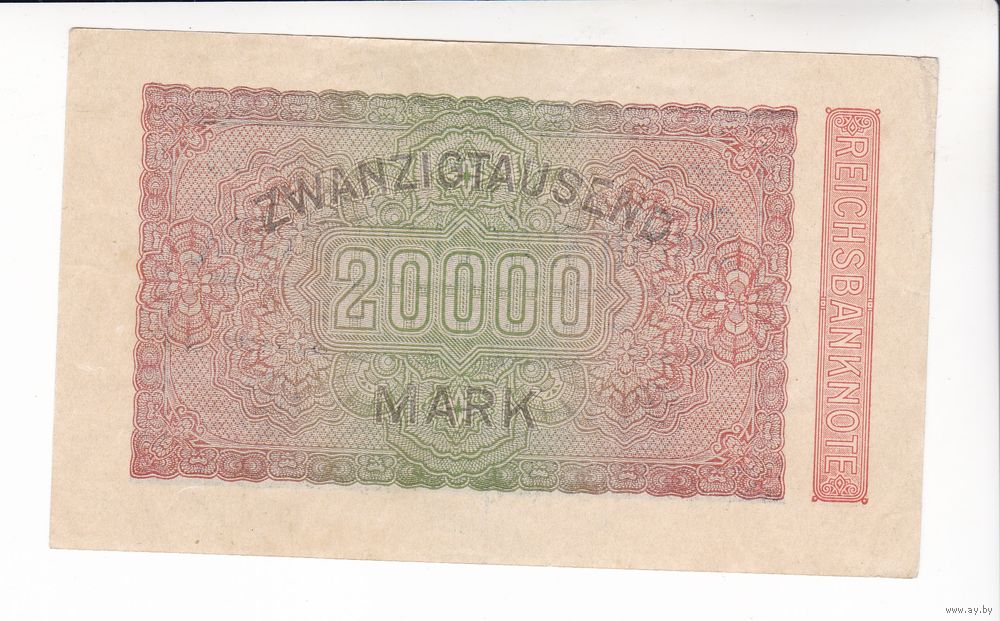 ZWANZIGTAUSEND
20000
MARK
REICHSBANKNOTE
www.ay.by